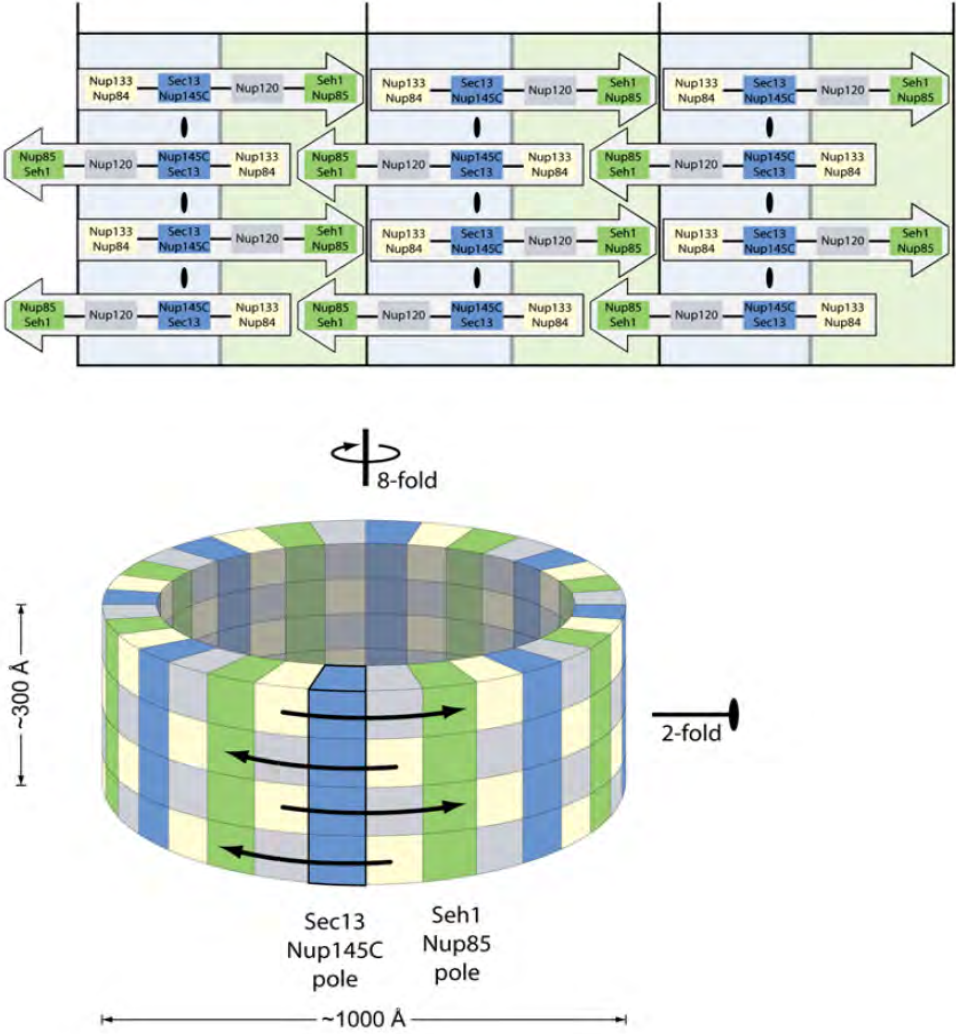 Nup133 Sec13 Nup120 Seh1 Nup133 Sec13 Nup120 Seh1 Nup133 Sec13 Nup120 Seh1
Nup84 Nup145C Nup85 Nup84 Nup145C Nup85 Nup84 Nup145C Nup85
Nup85 Nup120 Nup145C Nup133 Nup85 Nup120 Nup145C Nup133 Nup85 Nup120 Nup145C Nup133
Seh1 Sec13 Nup84 Seh1 Sec13 Nup84 Seh1 Sec13 Nup84
Nup133 Sec13 Nup120 Seh1 Nup133 Sec13 Nup120 Seh1 Nup133 Sec13 Nup120 Seh1
Nup84 Nup145C Nup85 Nup84 Nup145C Nup85 Nup84 Nup145C Nup85
Nup85 Nup120 Nup145C Nup133 Nup85 Nup120 Nup145C Nup133 Nup85 Nup120 Nup145C Nup133
Seh1 Sec13 Nup84 Seh1 Sec13 Nup84 Seh1 Sec13 Nup84
8-fold
~300 Å
2-fold
Sec13
Nup145C
pole
Seh1
Nup85
pole
~1000 Å